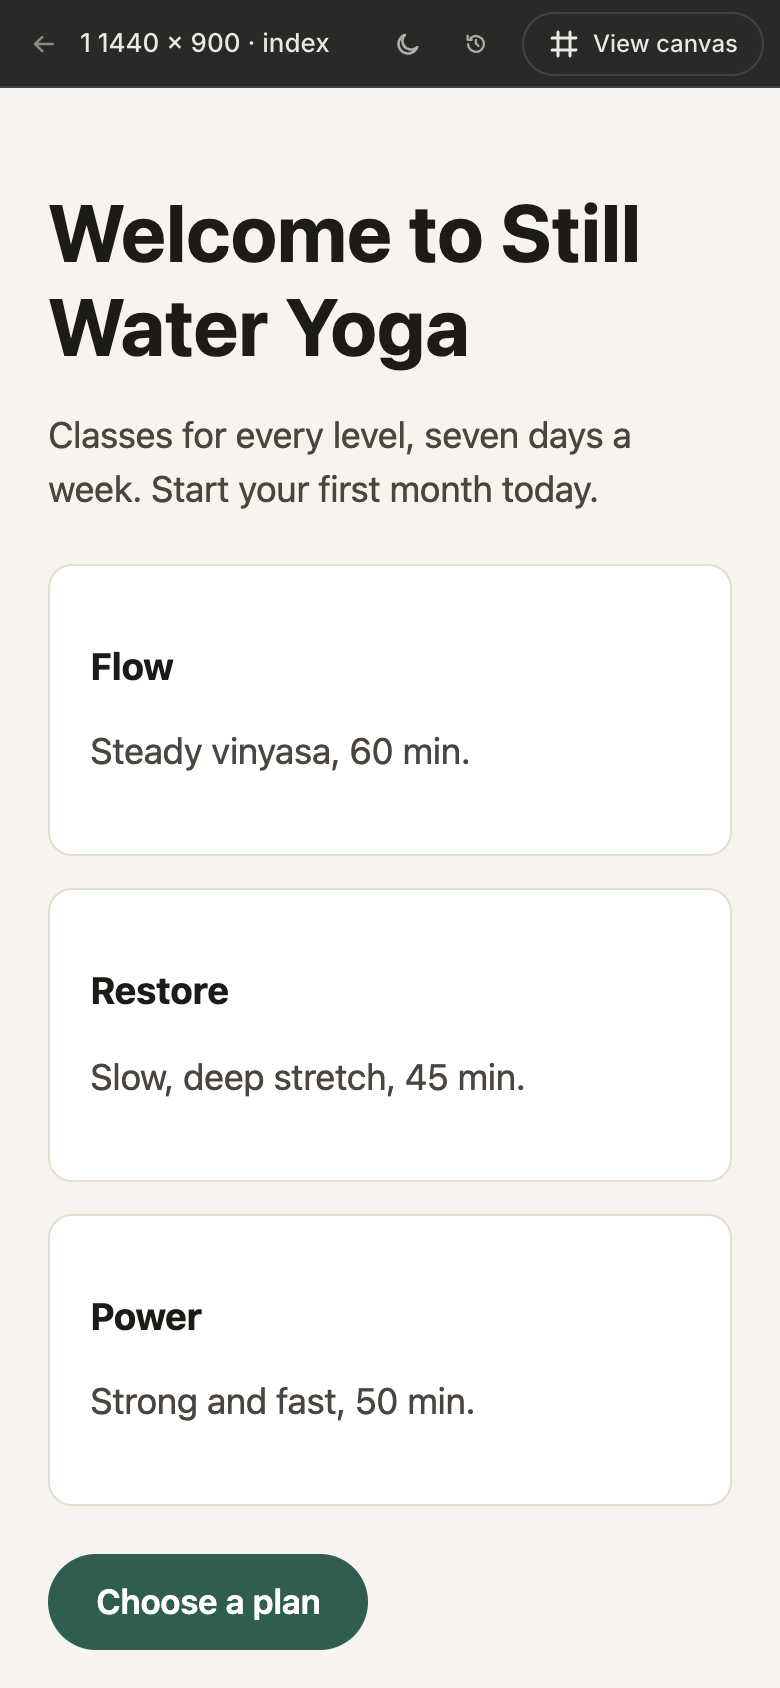 1 1440 × 900 · index
View canvas
Welcome to Still
Water Yoga
Classes for every level, seven days a
week. Start your first month today.
Flow
Steady vinyasa, 60 min.
Restore
Slow, deep stretch, 45 min.
Power
Strong and fast, 50 min.
Choose a plan